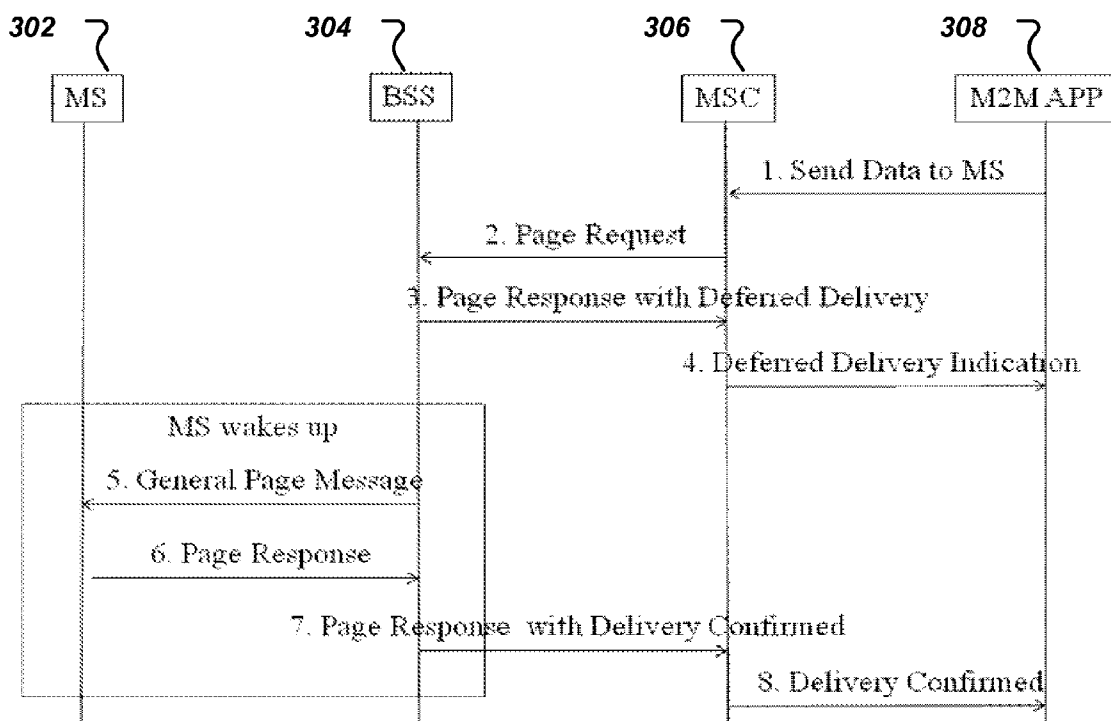 302 304 306 308
MS BSS MSC M2M APP
1. Send Data to MS
2. Page Request
3. Page Response with Deferred Delivery
4. Deferred Delivery Indication
MS wakes up
5. General Page Message
6. Page Response
7. Page Response with Delivery Confirmed
8. Delivery Confirmed